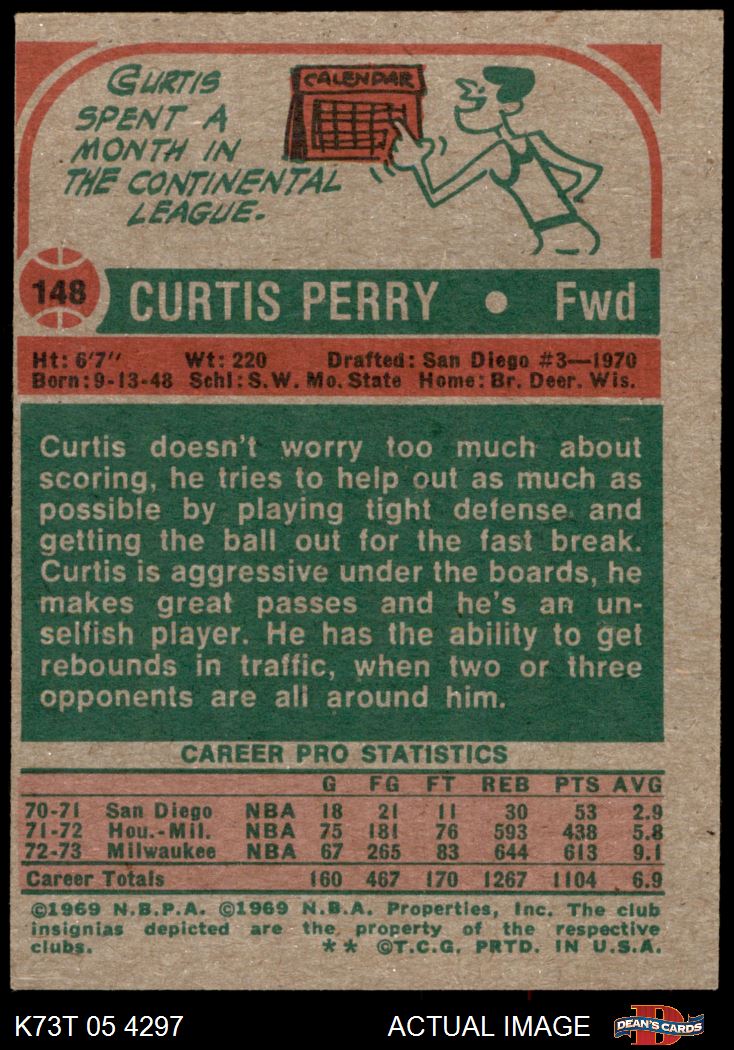 CURTIS
SPENT A
MONTH IN
THE CONTINENTAL
LEAGUE.
CALENDAR
148
CURTIS PERRY • Fwd
Ht: 6'7" Wt: 220 Drafted: San Diego #3—1970
Born: 9-13-48 Schl: S.W. Mo. State Home: Br. Deer. Wis.
Curtis doesn't worry too much about
scoring, he tries to help out as much as
possible by playing tight defense and
getting the ball out for the fast break.
Curtis is aggressive under the boards, he
makes great passes and he's an un-
selfish player. He has the ability to get
rebounds in traffic, when two or three
opponents are all around him.
CAREER PRO STATISTICS
G FG FT REB PTS AVG
70-71 San Diego NBA 18 21 11 30 53 2.9
71-72 Hou.-Mil. NBA 75 181 76 593 438 5.8
72-73 Milwaukee NBA 67 265 83 644 613 9.1
Career Totals 160 467 170 1267 1104 6.9
©1969 N.B.P.A. ©1969 N.B.A. Properties, Inc. The club
insignias depicted are the property of the respective
clubs. * * ©T.C.G. PRTD. IN U.S.A.
K73T 05 4297 ACTUAL IMAGE
D
DEAN'S CARDS